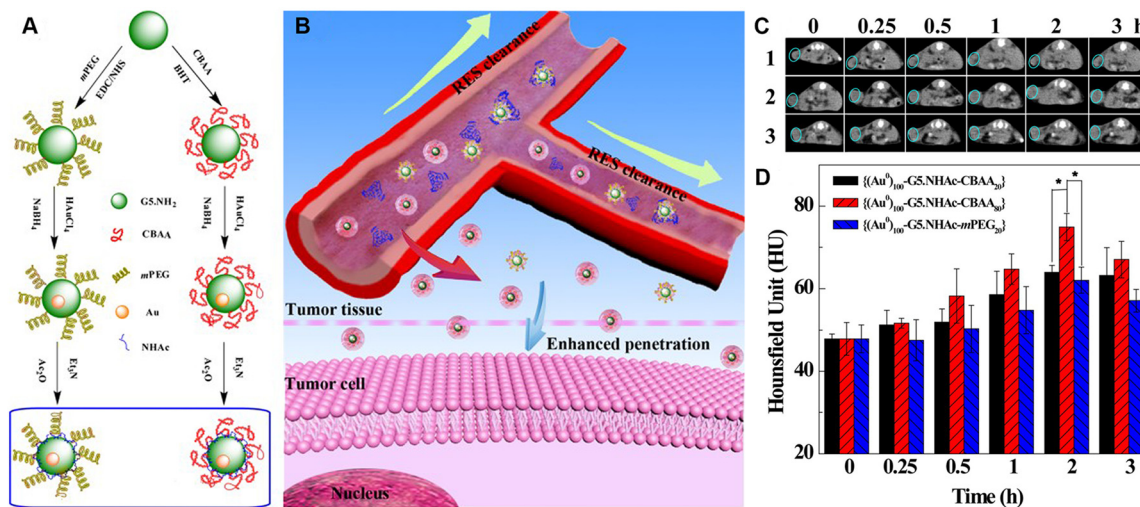 A
mPEG
EDC/NHS
CBAA
BHT
NaBH₄
HAuCl₄
NaBH₄
HAuCl₄
G5.NH₂
CBAA
mPEG
Au
NHAc
Ac₂O
Et₃N
Ac₂O
Et₃N
B
RES clearance
RES clearance
Tumor tissue
Enhanced penetration
Tumor cell
Nucleus
C
0 0.25 0.5 1 2 3 h
1
2
3
D
{(Au⁰)₁₀₀-G5.NHAc-CBAA₂₀}
{(Au⁰)₁₀₀-G5.NHAc-CBAA₈₀}
{(Au⁰)₁₀₀-G5.NHAc-mPEG₂₀}
* *
Hounsfield Unit (HU)
80
60
40
20
0 0.25 0.5 1 2 3
Time (h)